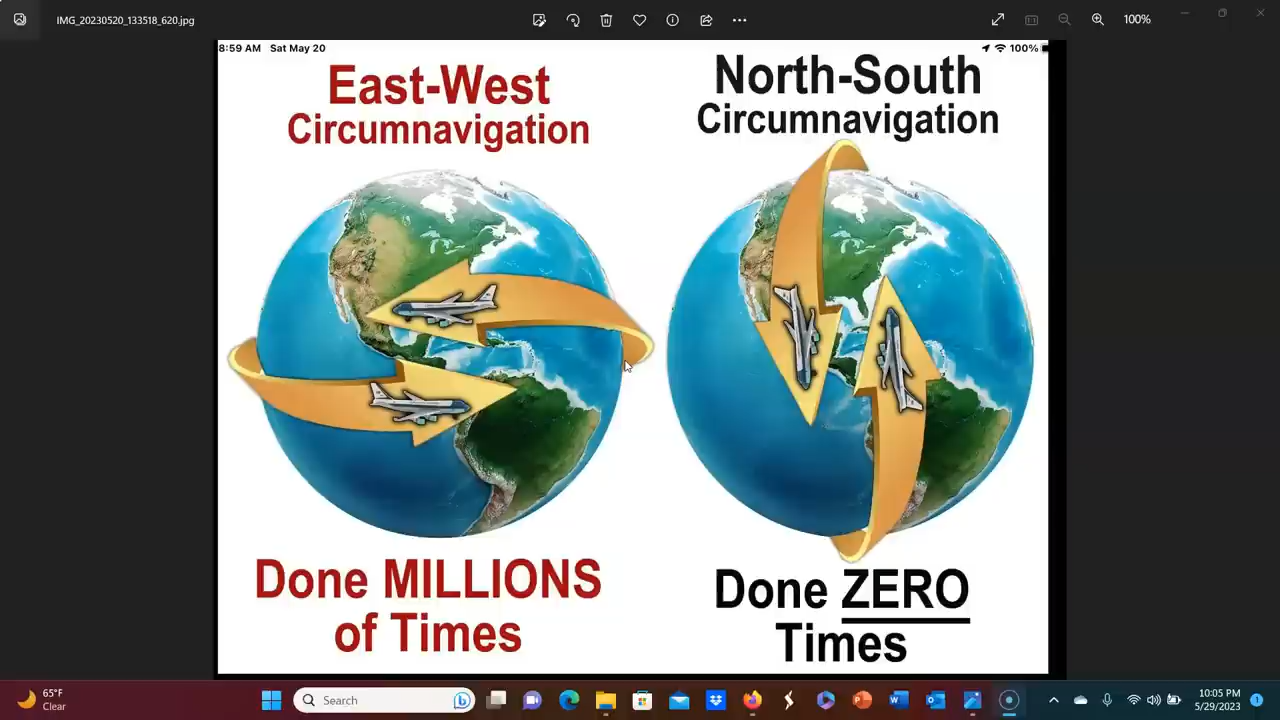 IMG_20230520_133518_620.jpg
100%
8:59 AM Sat May 20
100%
East-West
Circumnavigation
North-South
Circumnavigation
Done MILLIONS
of Times
Done ZERO
Times
65°F
Clear
Search
10:05 PM
5/29/2023
1